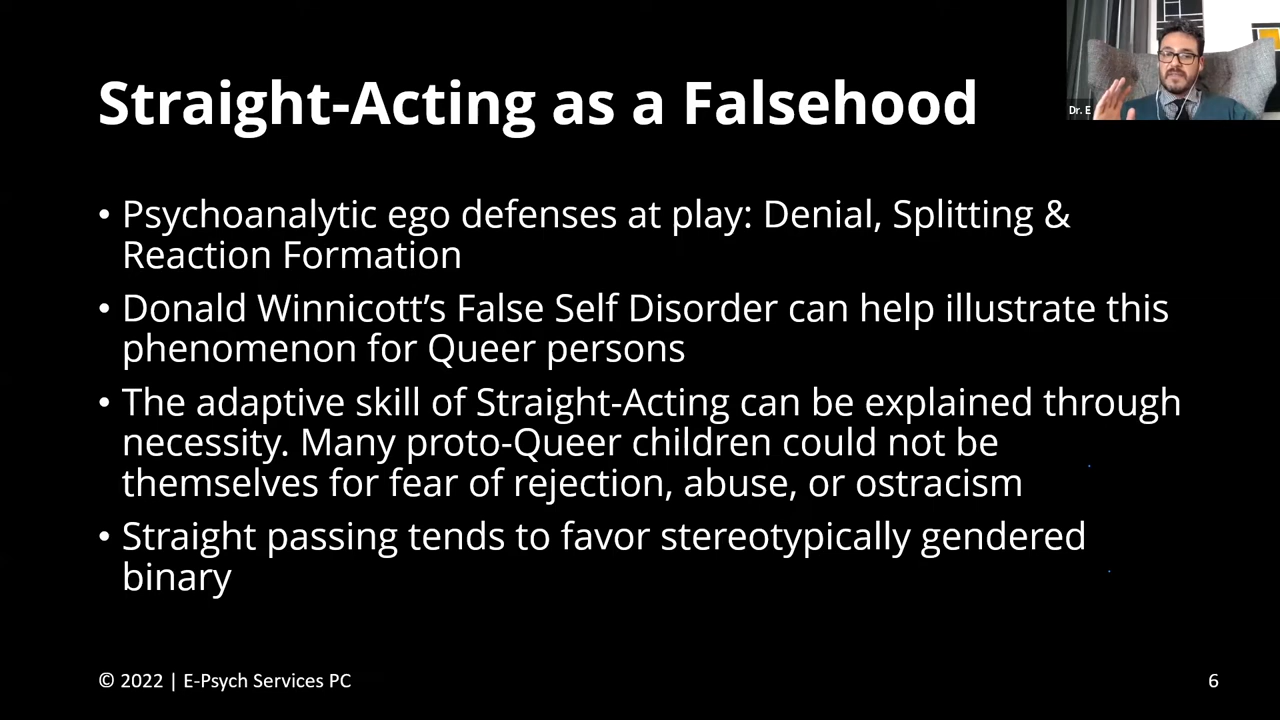 Straight-Acting as a Falsehood
Dr. E
• Psychoanalytic ego defenses at play: Denial, Splitting &
Reaction Formation
• Donald Winnicott’s False Self Disorder can help illustrate this
phenomenon for Queer persons
• The adaptive skill of Straight-Acting can be explained through
necessity. Many proto-Queer children could not be
themselves for fear of rejection, abuse, or ostracism
• Straight passing tends to favor stereotypically gendered
binary
© 2022 | E-Psych Services PC
6